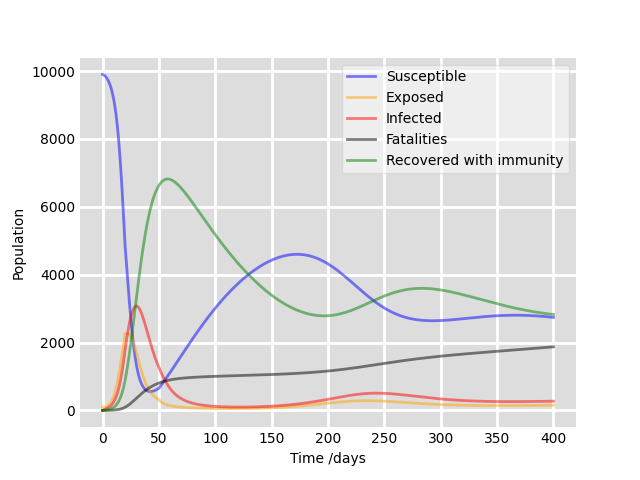 10000
8000
6000
4000
2000
0
Population
Susceptible
Exposed
Infected
Fatalities
Recovered with immunity
0 50 100 150 200 250 300 350 400
Time /days